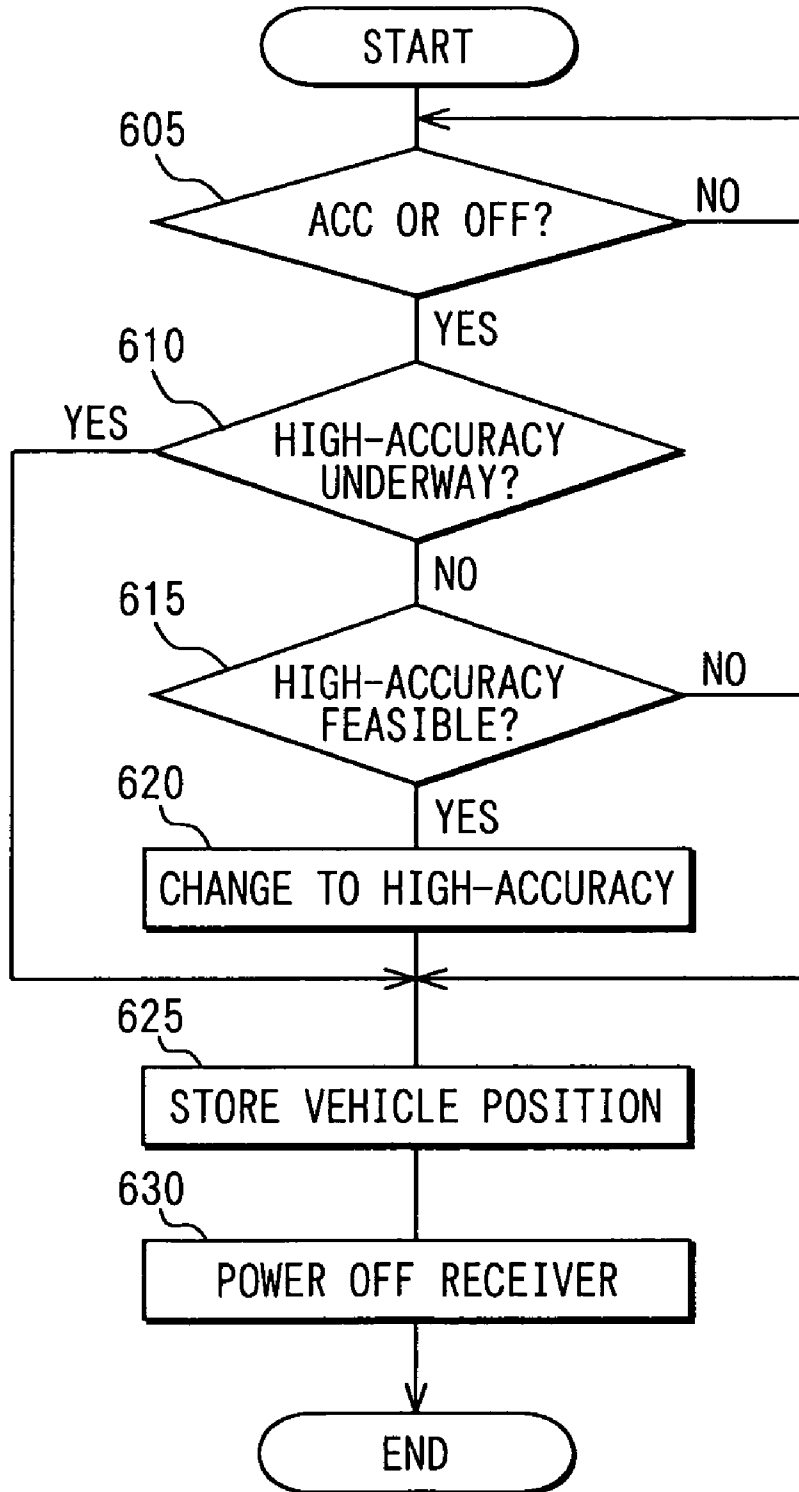 START
605
ACC OR OFF?
NO
YES
610
YES
HIGH-ACCURACY
UNDERWAY?
NO
615
HIGH-ACCURACY
FEASIBLE?
NO
YES
620
CHANGE TO HIGH-ACCURACY
625
STORE VEHICLE POSITION
630
POWER OFF RECEIVER
END